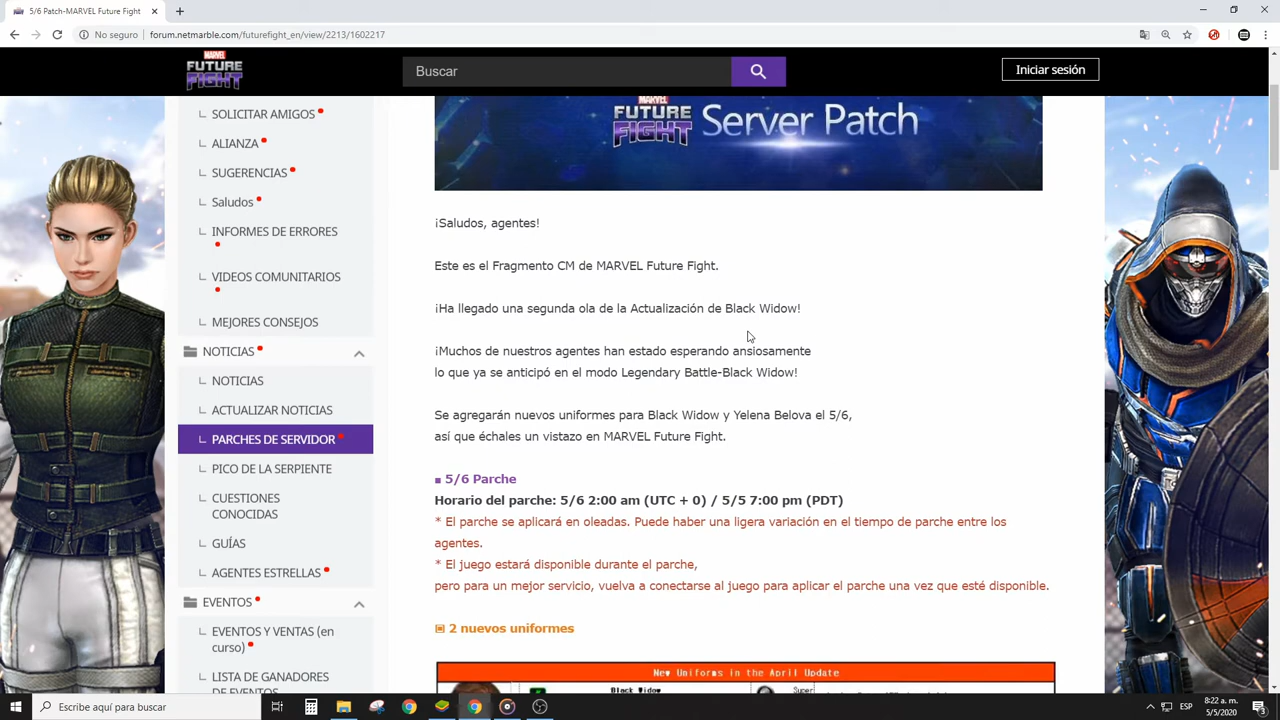 5/6 Patch-MARVEL Future Fight
No seguro
forum.netmarble.com/futurefight_en/view/2213/1602217
MARVEL
FUTURE
FIGHT
Buscar
Iniciar sesión
SOLICITAR AMIGOS
ALIANZA
SUGERENCIAS
Saludos
INFORMES DE ERRORES
VIDEOS COMUNITARIOS
MEJORES CONSEJOS
NOTICIAS
NOTICIAS
ACTUALIZAR NOTICIAS
PARCHES DE SERVIDOR
PICO DE LA SERPIENTE
CUESTIONES
CONOCIDAS
GUÍAS
AGENTES ESTRELLAS
EVENTOS
EVENTOS Y VENTAS (en
curso)
LISTA DE GANADORES
DE EVENTOS
MARVEL
FUTURE
FIGHT
Server Patch
¡Saludos, agentes!
Este es el Fragmento CM de MARVEL Future Fight.
¡Ha llegado una segunda ola de la Actualización de Black Widow!
¡Muchos de nuestros agentes han estado esperando ansiosamente
lo que ya se anticipó en el modo Legendary Battle-Black Widow!
Se agregarán nuevos uniformes para Black Widow y Yelena Belova el 5/6,
así que échales un vistazo en MARVEL Future Fight.
■ 5/6 Parche
Horario del parche: 5/6 2:00 am (UTC + 0) / 5/5 7:00 pm (PDT)
* El parche se aplicará en oleadas. Puede haber una ligera variación en el tiempo de parche entre los
agentes.
* El juego estará disponible durante el parche,
pero para un mejor servicio, vuelva a conectarse al juego para aplicar el parche una vez que esté disponible.
▣ 2 nuevos uniformes
New Uniforms in the April Update
Black Widow
Super
Escribe aquí para buscar
ESP
8:22 a. m.
5/5/2020
3